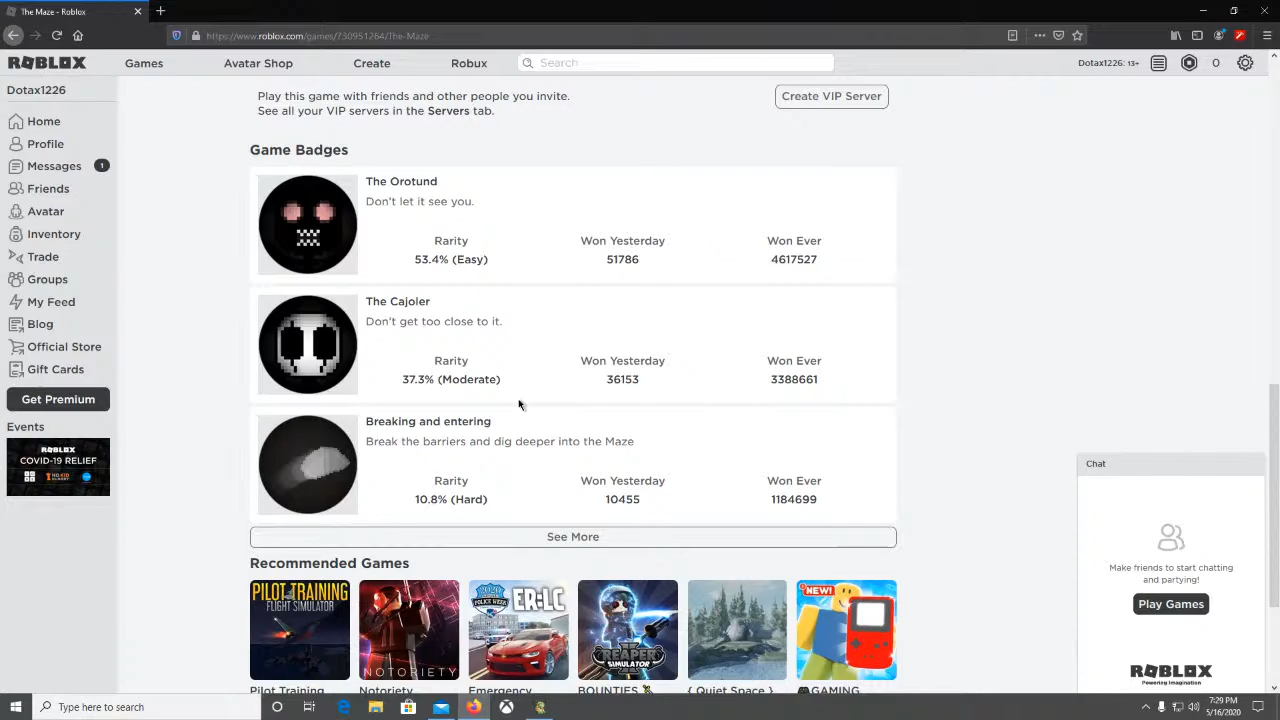 The Maze - Roblox
https://www.roblox.com/games/730951264/The-Maze
ROBLOX
Games
Avatar Shop
Create
Robux
Search
Dotax1226: 13+
0
Dotax1226
Home
Profile
Messages
1
Friends
Avatar
Inventory
Trade
Groups
My Feed
Blog
Official Store
Gift Cards
Get Premium
Events
ROBLOX
COVID-19 RELIEF
Play this game with friends and other people you invite.
See all your VIP servers in the Servers tab.
Create VIP Server
Game Badges
The Orotund
Don't let it see you.
Rarity
Won Yesterday
Won Ever
53.4% (Easy)
51786
4617527
The Cajoler
Don't get too close to it.
Rarity
Won Yesterday
Won Ever
37.3% (Moderate)
36153
3388661
Breaking and entering
Break the barriers and dig deeper into the Maze
Rarity
Won Yesterday
Won Ever
10.8% (Hard)
10455
1184699
See More
Recommended Games
PILOT TRAINING
FLIGHT SIMULATOR
NOTORIETY
POLICE WEEK
ER:LC
REAPER
SIMULATOR
NEW!
Pilot Training
Notoriety
Emergency
BOUNTIES
{ Quiet Space }
GAMING
Chat
Make friends to start chatting
and partying!
Play Games
ROBLOX
Powering Imagination
Type here to search
7:29 PM
5/16/2020